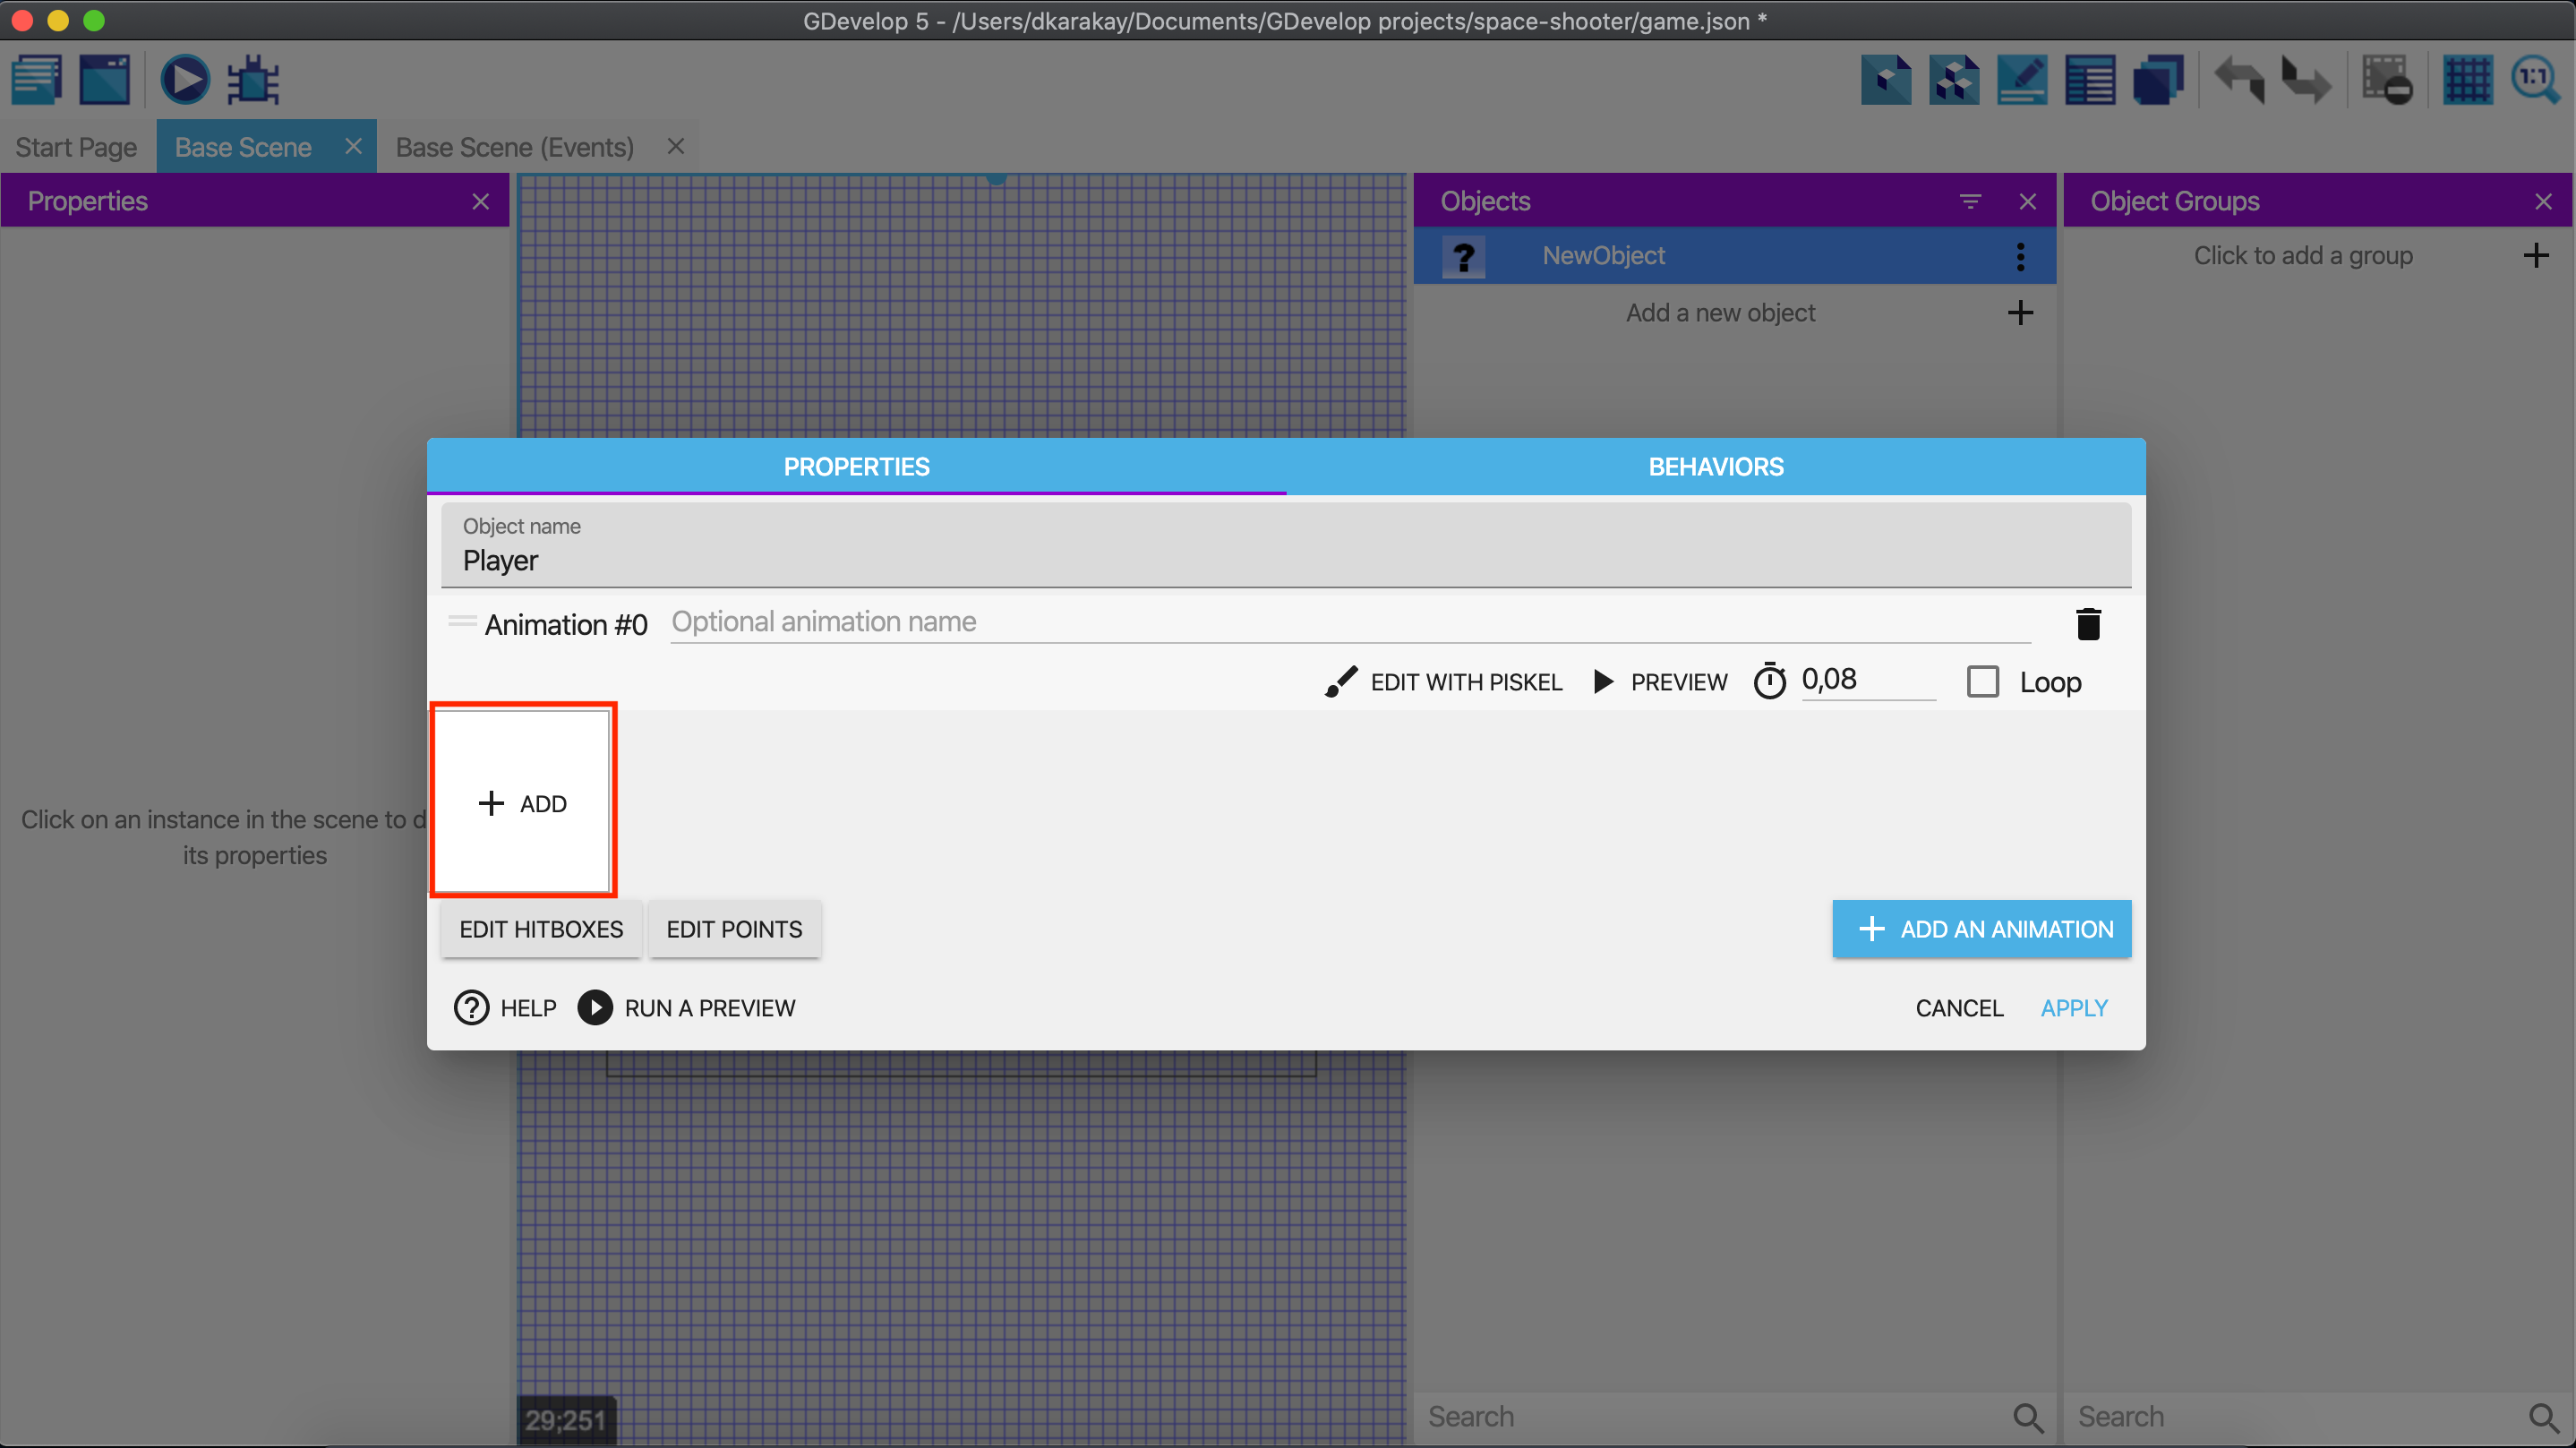 GDevelop 5 - /Users/dkarakay/Documents/GDevelop projects/space-shooter/game.json *
1:1
Start Page
Base Scene
Base Scene (Events)
Properties
Objects
Object Groups
?
NewObject
Click to add a group
Add a new object
PROPERTIES
BEHAVIORS
Object name
Player
Animation #0
Optional animation name
EDIT WITH PISKEL
PREVIEW
0,08
Loop
ADD
Click on an instance in the scene to d
its properties
EDIT HITBOXES
EDIT POINTS
ADD AN ANIMATION
? HELP
RUN A PREVIEW
CANCEL
APPLY
29;251
Search
Search